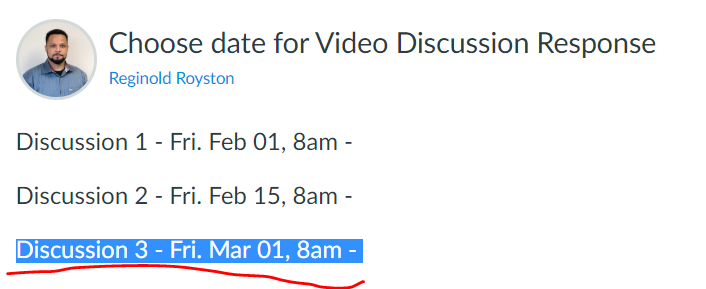 Choose date for Video Discussion Response
Reginold Royston
Discussion 1 - Fri. Feb 01, 8am -
Discussion 2 - Fri. Feb 15, 8am -
Discussion 3 - Fri. Mar 01, 8am -